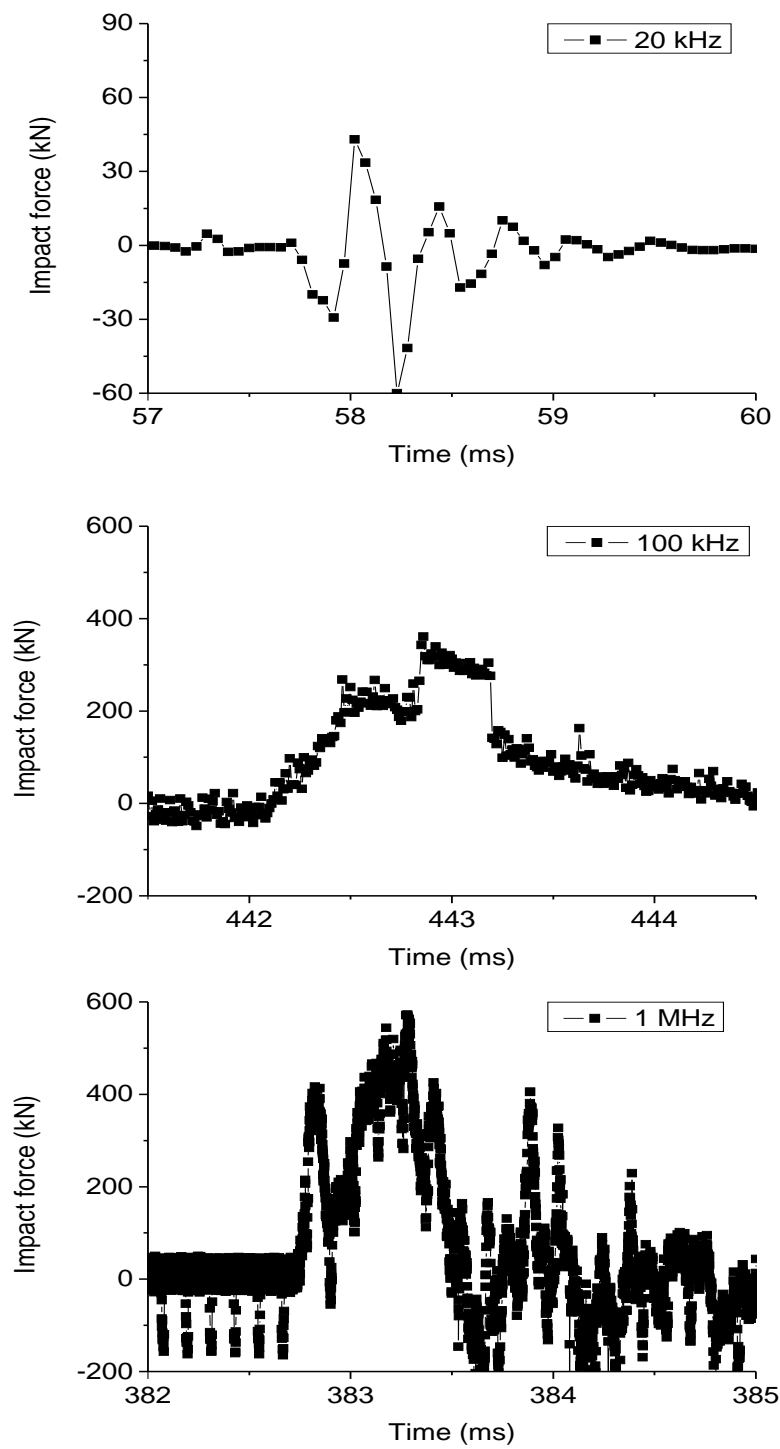 90
20 kHz
60
30
0
-30
-60
Impact force (kN)
57 58 59 60
Time (ms)
600
100 kHz
400
200
0
-200
Impact force (kN)
442 443 444
Time (ms)
600
1 MHz
400
200
0
-200
Impact force (kN)
382 383 384 385
Time (ms)